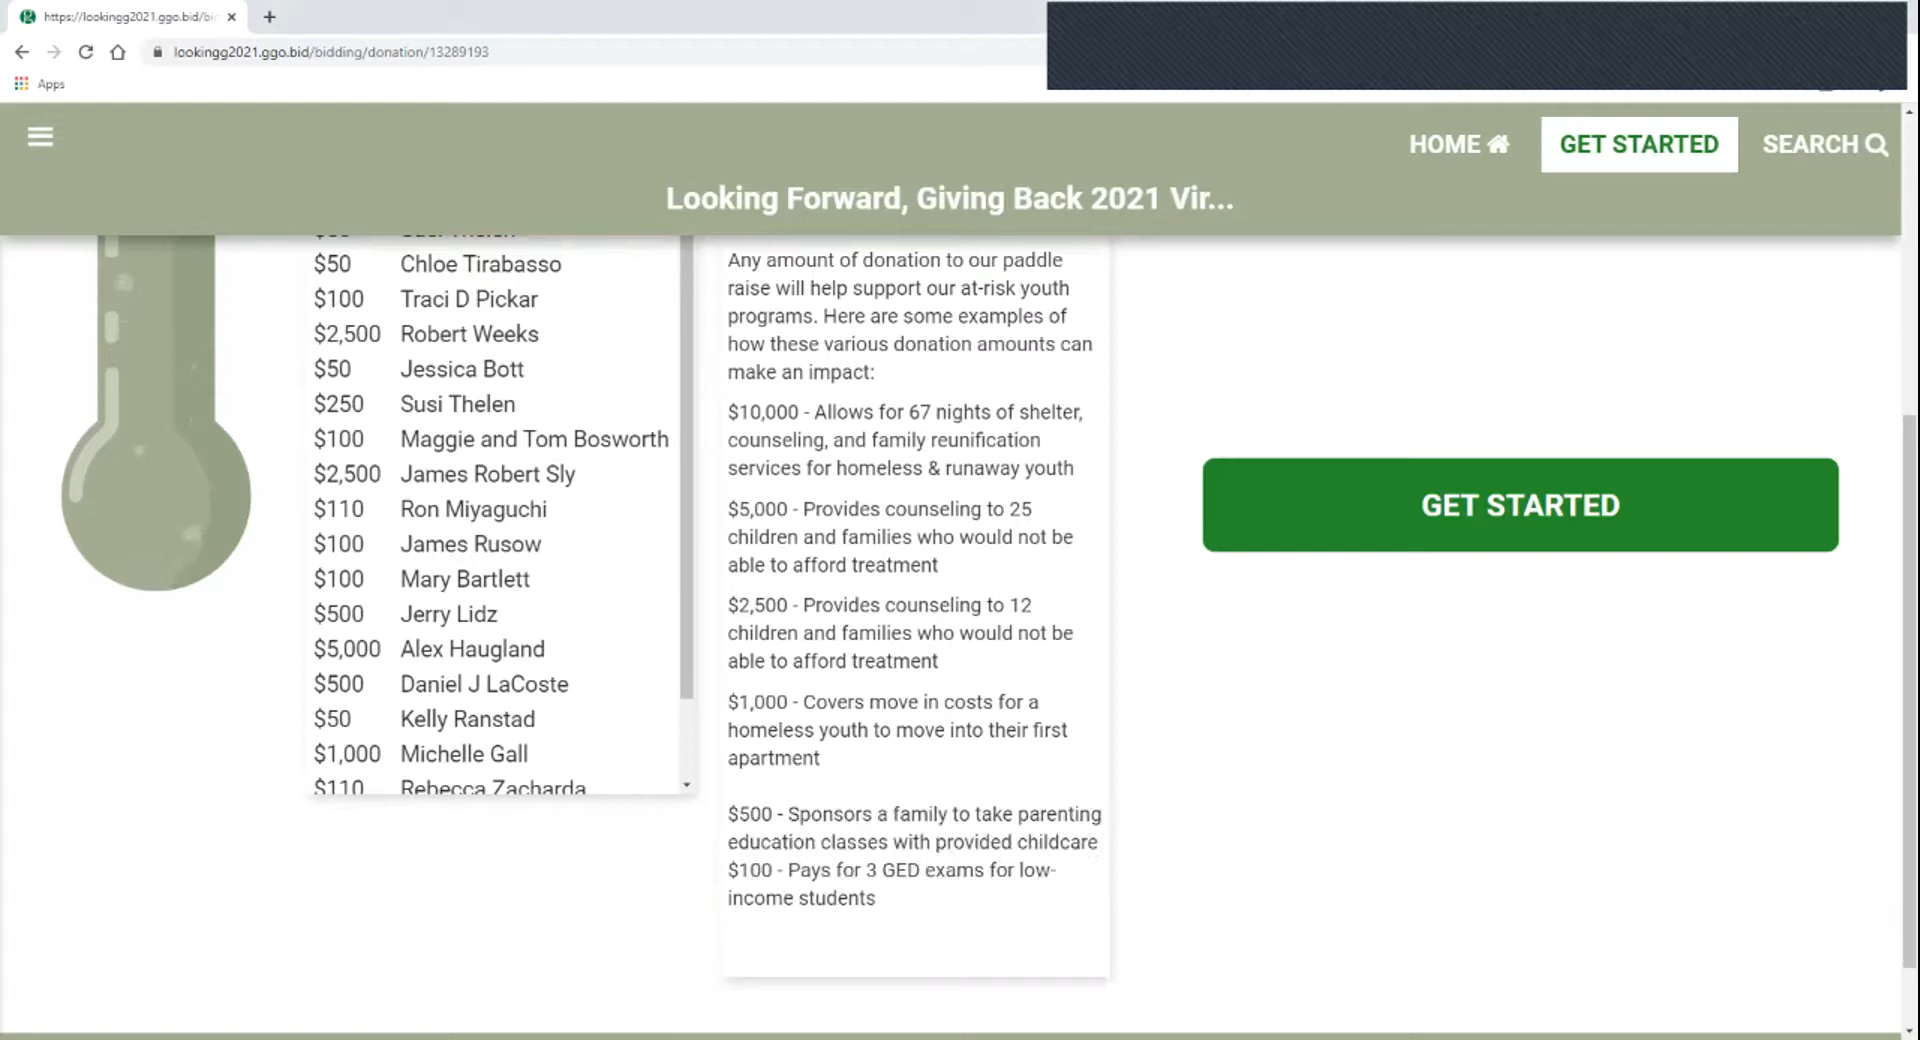 https://lookingg2021.ggo.bid/bi
lookingg2021.ggo.bid/bidding/donation/13289193
Apps
HOME
GET STARTED
SEARCH
Looking Forward, Giving Back 2021 Vir...
$50 Chloe Tirabasso
$100 Traci D Pickar
$2,500 Robert Weeks
$50 Jessica Bott
$250 Susi Thelen
$100 Maggie and Tom Bosworth
$2,500 James Robert Sly
$110 Ron Miyaguchi
$100 James Rusow
$100 Mary Bartlett
$500 Jerry Lidz
$5,000 Alex Haugland
$500 Daniel J LaCoste
$50 Kelly Ranstad
$1,000 Michelle Gall
$110 Rebecca Zacharda
Any amount of donation to our paddle
raise will help support our at-risk youth
programs. Here are some examples of
how these various donation amounts can
make an impact:
$10,000 - Allows for 67 nights of shelter,
counseling, and family reunification
services for homeless & runaway youth
$5,000 - Provides counseling to 25
children and families who would not be
able to afford treatment
$2,500 - Provides counseling to 12
children and families who would not be
able to afford treatment
$1,000 - Covers move in costs for a
homeless youth to move into their first
apartment
$500 - Sponsors a family to take parenting
education classes with provided childcare
$100 - Pays for 3 GED exams for low-
income students
GET STARTED